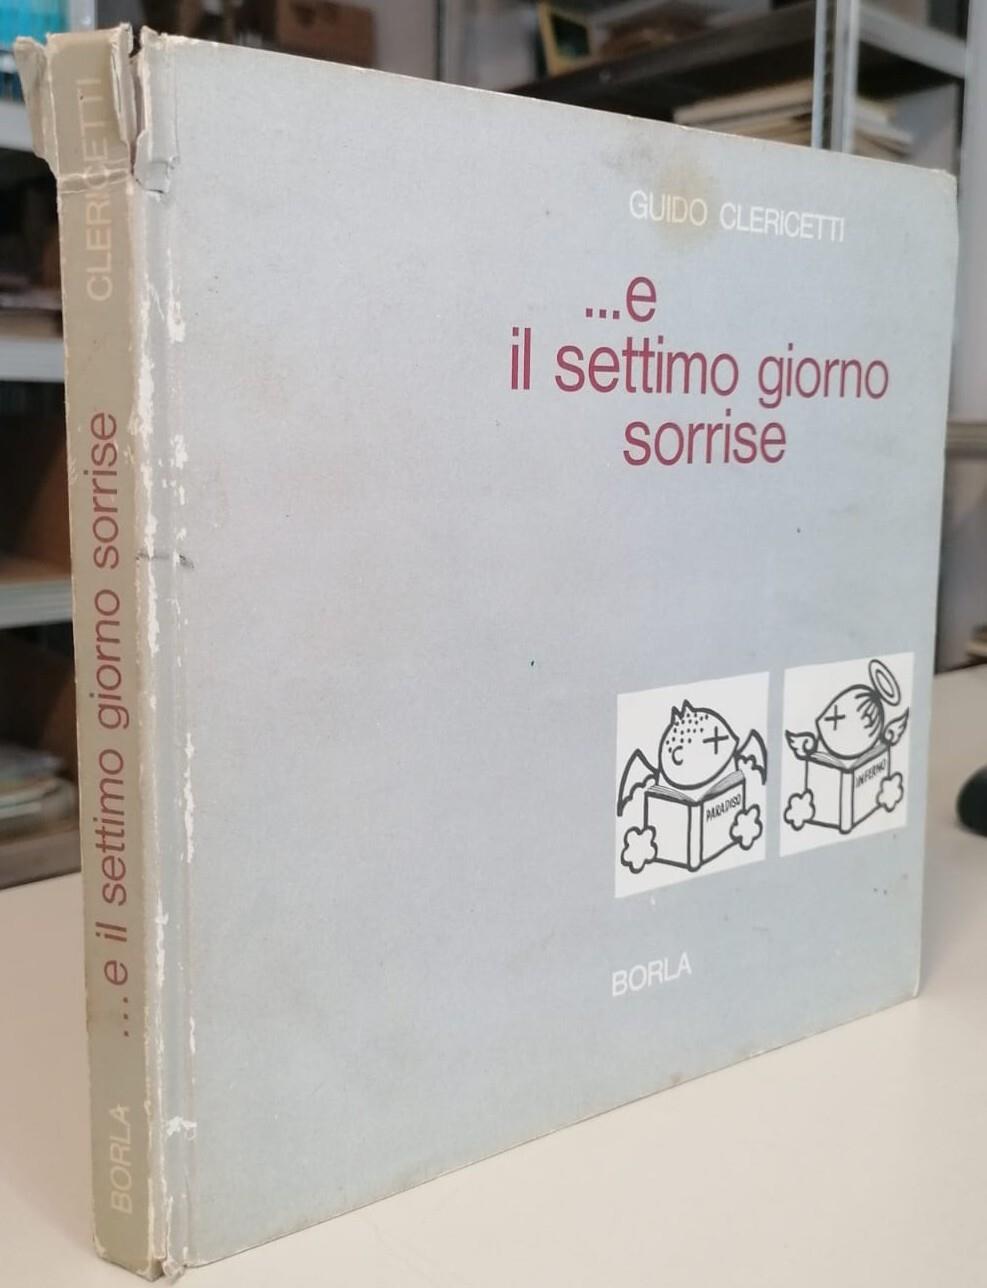 CLERICETTI
...e il settimo giorno sorrise
BORLA
GUIDO CLERICETTI
...e
il settimo giorno
sorrise
PARADISO
INFERNO
BORLA